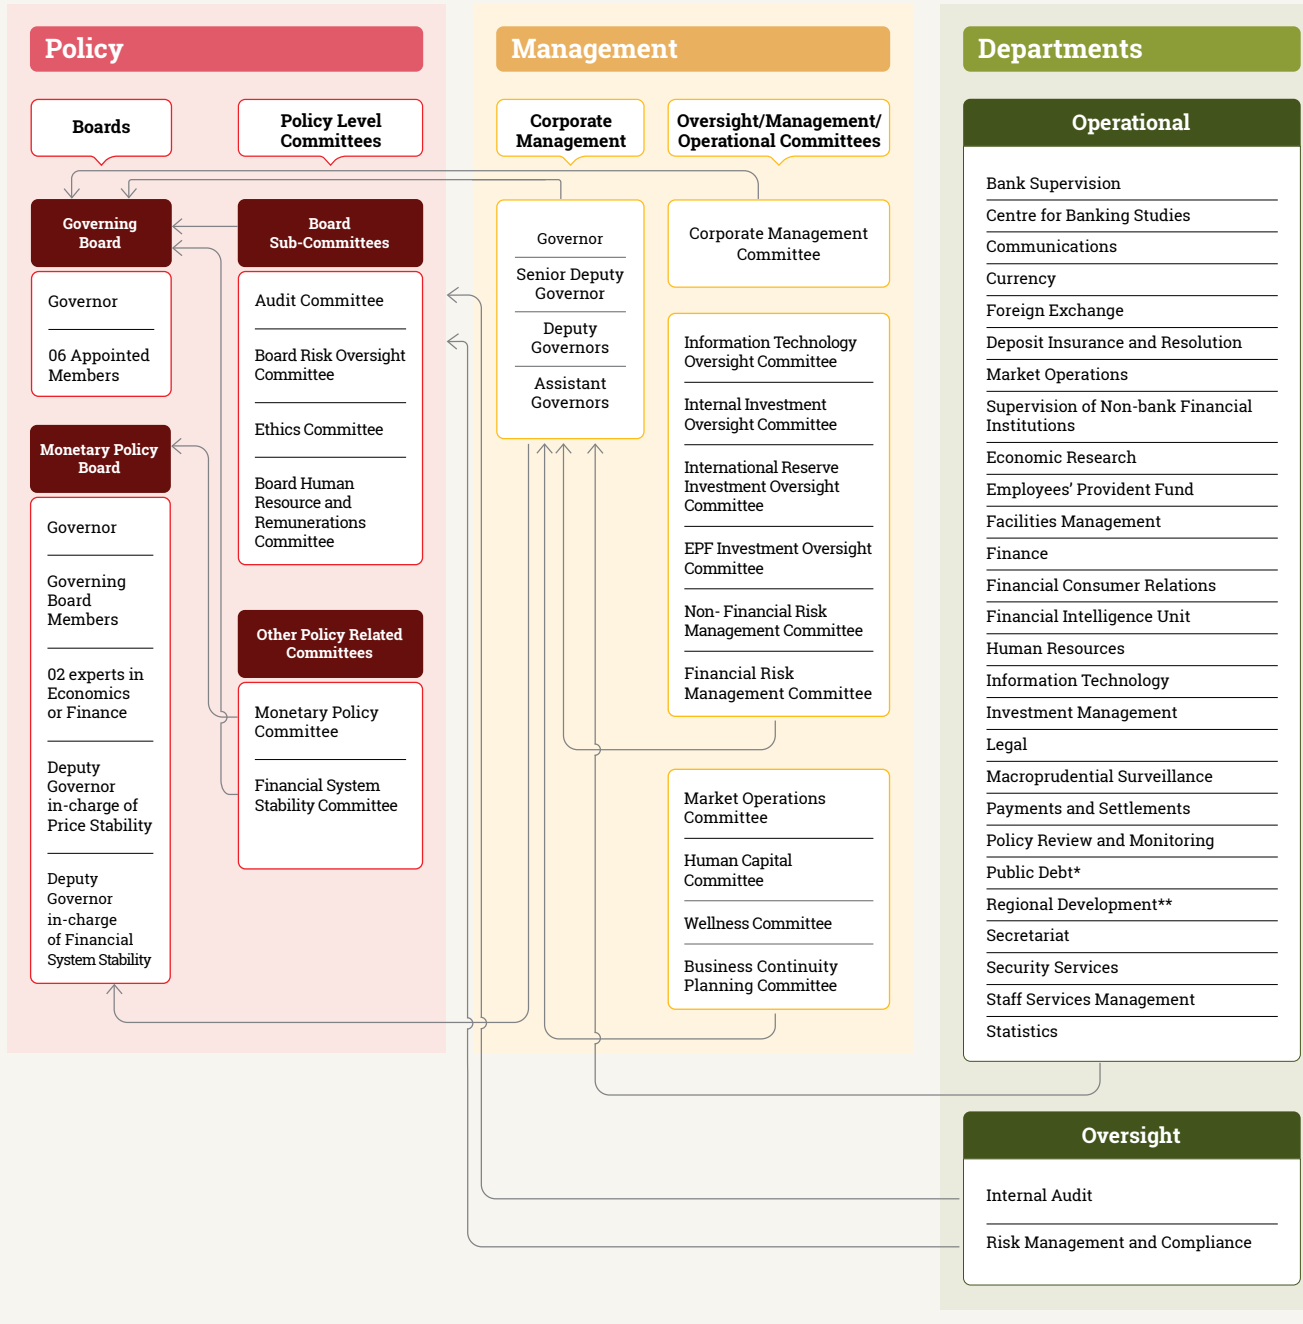 Policy
Boards
Policy Level
Committees
Governing
Board
Governor
06 Appointed
Members
Monetary Policy
Board
Governor
Governing
Board
Members
02 experts in
Economics
or Finance
Deputy
Governor
in-charge of
Price Stability
Deputy
Governor
in-charge
of Financial
System Stability
Board
Sub-Committees
Audit Committee
Board Risk Oversight
Committee
Ethics Committee
Board Human
Resource and
Remunerations
Committee
Other Policy Related
Committees
Monetary Policy
Committee
Financial System
Stability Committee
Management
Corporate
Management
Oversight/Management/
Operational Committees
Governor
Senior Deputy
Governor
Deputy
Governors
Assistant
Governors
Corporate Management
Committee
Information Technology
Oversight Committee
Internal Investment
Oversight Committee
International Reserve
Investment Oversight
Committee
EPF Investment Oversight
Committee
Non- Financial Risk
Management Committee
Financial Risk
Management Committee
Market Operations
Committee
Human Capital
Committee
Wellness Committee
Business Continuity
Planning Committee
Departments
Operational
Bank Supervision
Centre for Banking Studies
Communications
Currency
Foreign Exchange
Deposit Insurance and Resolution
Market Operations
Supervision of Non-bank Financial
Institutions
Economic Research
Employees’ Provident Fund
Facilities Management
Finance
Financial Consumer Relations
Financial Intelligence Unit
Human Resources
Information Technology
Investment Management
Legal
Macroprudential Surveillance
Payments and Settlements
Policy Review and Monitoring
Public Debt*
Regional Development**
Secretariat
Security Services
Staff Services Management
Statistics
Oversight
Internal Audit
Risk Management and Compliance